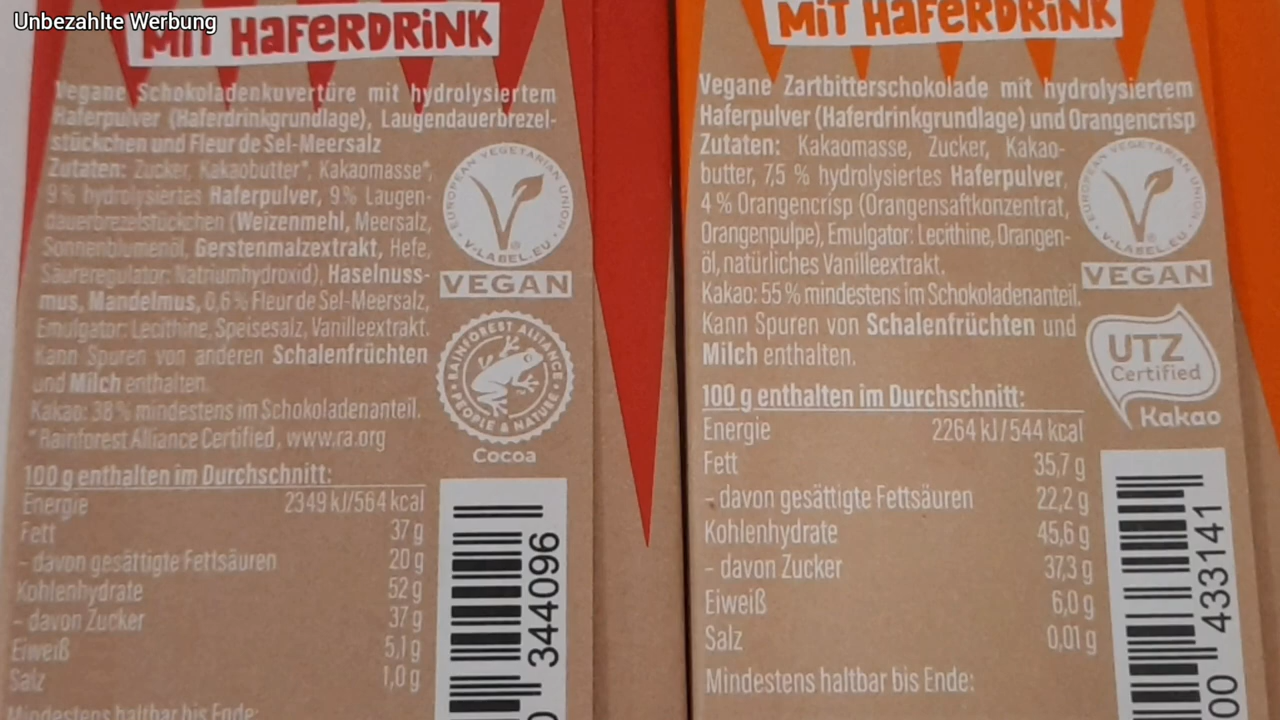 Unbezahlte Werbung
MIT HAFERDRINK
Vegane Schokoladenkuvertüre mit hydrolysiertem
Haferpulver (Haferdrinkgrundlage), Laugendauerbrezel-
stückchen und Fleur de Sel-Meersalz
Zutaten: Zucker, Kakaobutter*, Kakaomasse*,
9% hydrolysiertes Haferpulver, 9% Laugen-
dauerbrezelstückchen (Weizenmehl, Meersalz,
Sonnenblumenöl, Gerstenmalzextrakt, Hefe,
Säureregulator: Natriumhydroxid), Haselnuss-
mus, Mandelmus, 0,6% Fleur de Sel-Meersalz,
Emulgator: Lecithine, Speisesalz, Vanilleextrakt.
Kann Spuren von anderen Schalenfrüchten
und Milch enthalten.
Kakao: 38% mindestens im Schokoladenanteil.
*Rainforest Alliance Certified, www.ra.org
EUROPEAN VEGETARIAN UNION
V-LABEL.EU
VEGAN
RAINFOREST ALLIANCE
PEOPLE & NATURE
Cocoa
100 g enthalten im Durchschnitt:
Energie 2349 kJ/564 kcal
Fett 37 g
- davon gesättigte Fettsäuren 20 g
Kohlenhydrate 52 g
- davon Zucker 37 g
Eiweiß 5,1 g
Salz 1,0 g
Mindestens haltbar bis Ende:
344096
MIT HAFERDRINK
Vegane Zartbitterschokolade mit hydrolysiertem
Haferpulver (Haferdrinkgrundlage) und Orangencrisp
Zutaten: Kakaomasse, Zucker, Kakao-
butter, 7,5 % hydrolysiertes Haferpulver,
4 % Orangencrisp (Orangensaftkonzentrat,
Orangenpulpe), Emulgator: Lecithine, Orangen-
öl, natürliches Vanilleextrakt.
Kakao: 55 % mindestens im Schokoladenanteil.
Kann Spuren von Schalenfrüchten und
Milch enthalten.
EUROPEAN VEGETARIAN UNION
V-LABEL.EU
VEGAN
UTZ
Certified
Kakao
100 g enthalten im Durchschnitt:
Energie 2264 kJ/544 kcal
Fett 35,7 g
- davon gesättigte Fettsäuren 22,2 g
Kohlenhydrate 45,6 g
- davon Zucker 37,3 g
Eiweiß 6,0 g
Salz 0,01 g
Mindestens haltbar bis Ende:
00 433141